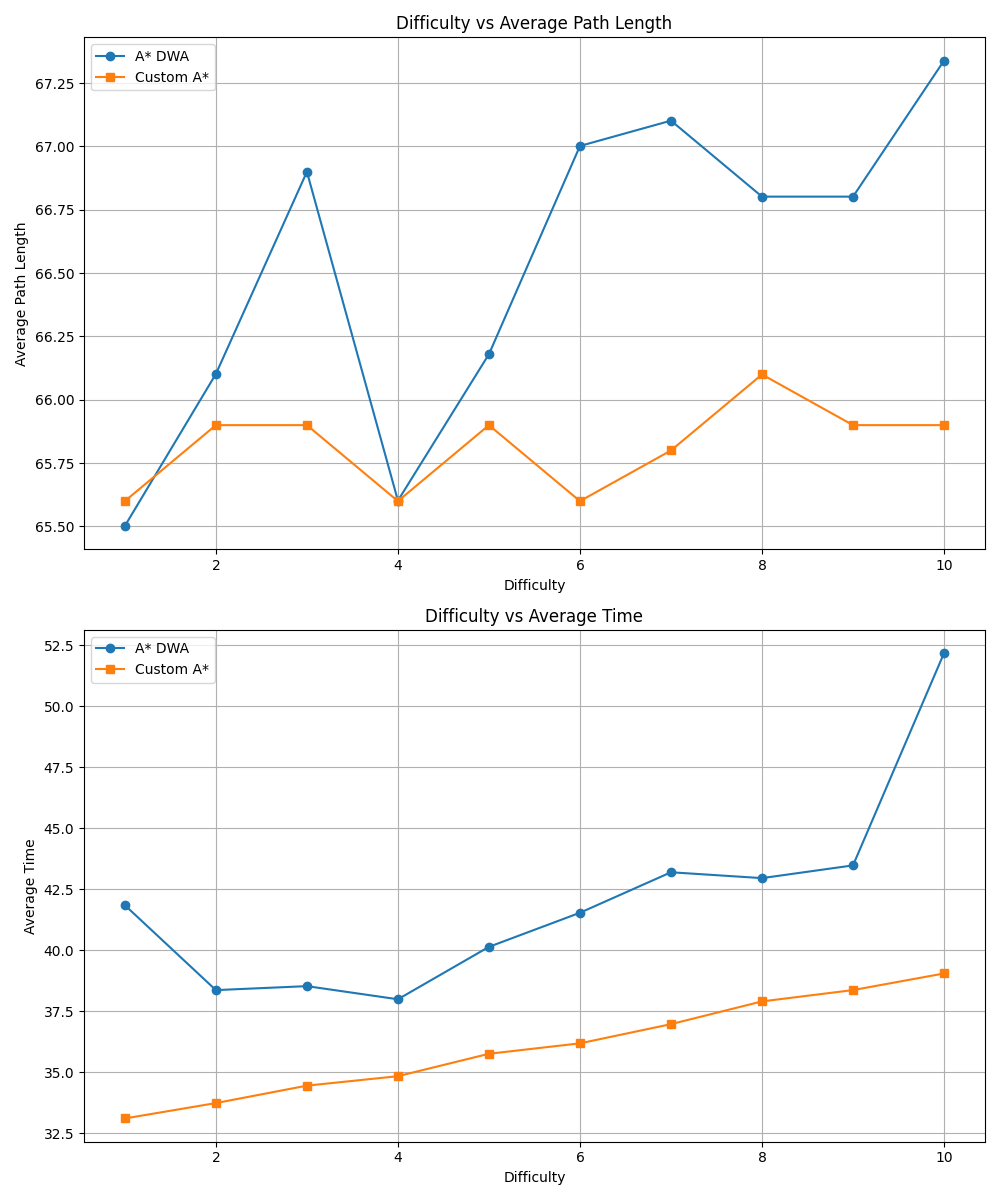 Difficulty vs Average Path Length
A* DWA
Custom A*
67.25
67.00
66.75
66.50
66.25
66.00
65.75
65.50
Average Path Length
2 4 6 8 10
Difficulty
Difficulty vs Average Time
A* DWA
Custom A*
52.5
50.0
47.5
45.0
42.5
40.0
37.5
35.0
32.5
Average Time
2 4 6 8 10
Difficulty